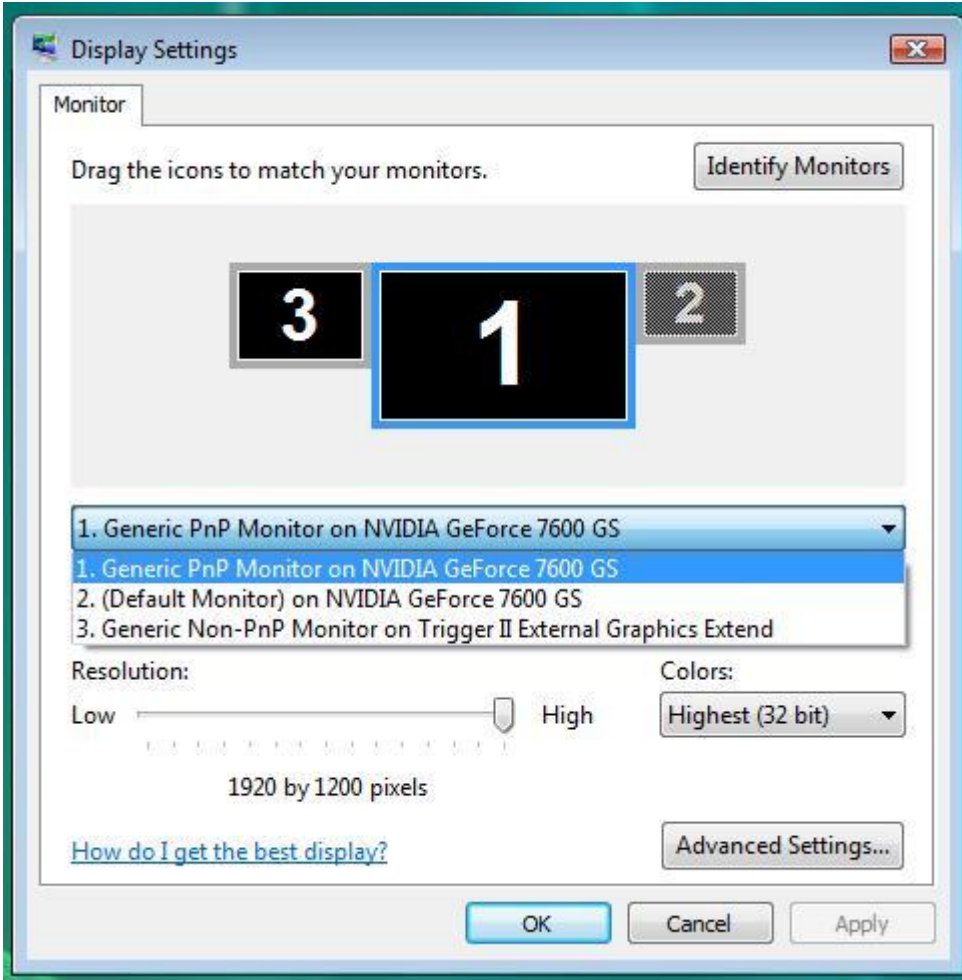 Display Settings
Monitor
Drag the icons to match your monitors.
Identify Monitors
3
1
2
1. Generic PnP Monitor on NVIDIA GeForce 7600 GS
1. Generic PnP Monitor on NVIDIA GeForce 7600 GS
2. (Default Monitor) on NVIDIA GeForce 7600 GS
3. Generic Non-PnP Monitor on Trigger II External Graphics Extend
Resolution:
Colors:
Low
High
Highest (32 bit)
1920 by 1200 pixels
How do I get the best display?
Advanced Settings...
OK
Cancel
Apply